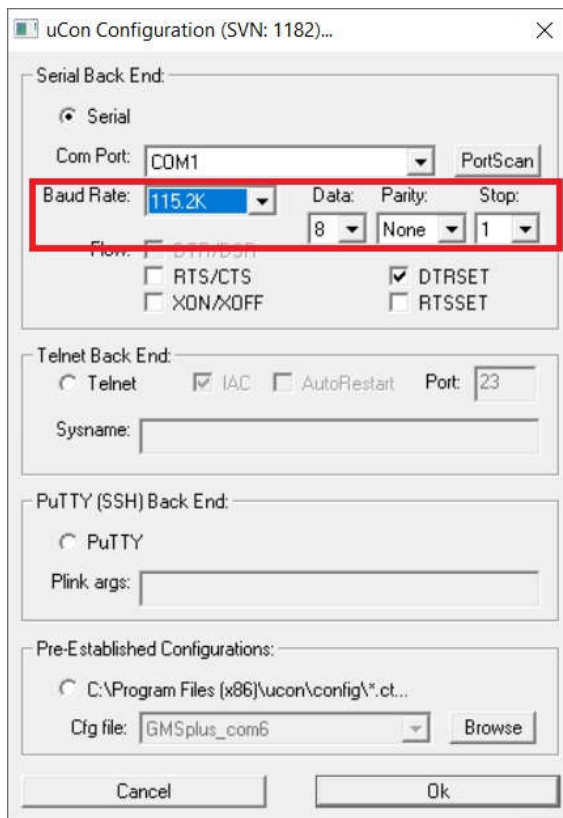 uCon Configuration (SVN: 1182)...
Serial Back End:
Serial
Com Port: COM1 PortScan
Baud Rate: 115.2K Data: 8 Parity: None Stop: 1
Flow: DTR/DSR
RTS/CTS DTRSET
XON/XOFF RTSSET
Telnet Back End:
Telnet IAC AutoRestart Port: 23
Sysname:
PuTTY (SSH) Back End:
PuTTY
Plink args:
Pre-Established Configurations:
C:\Program Files (x86)\ucon\config\*.ct...
Cfg file: GMSplus_com6 Browse
Cancel Ok